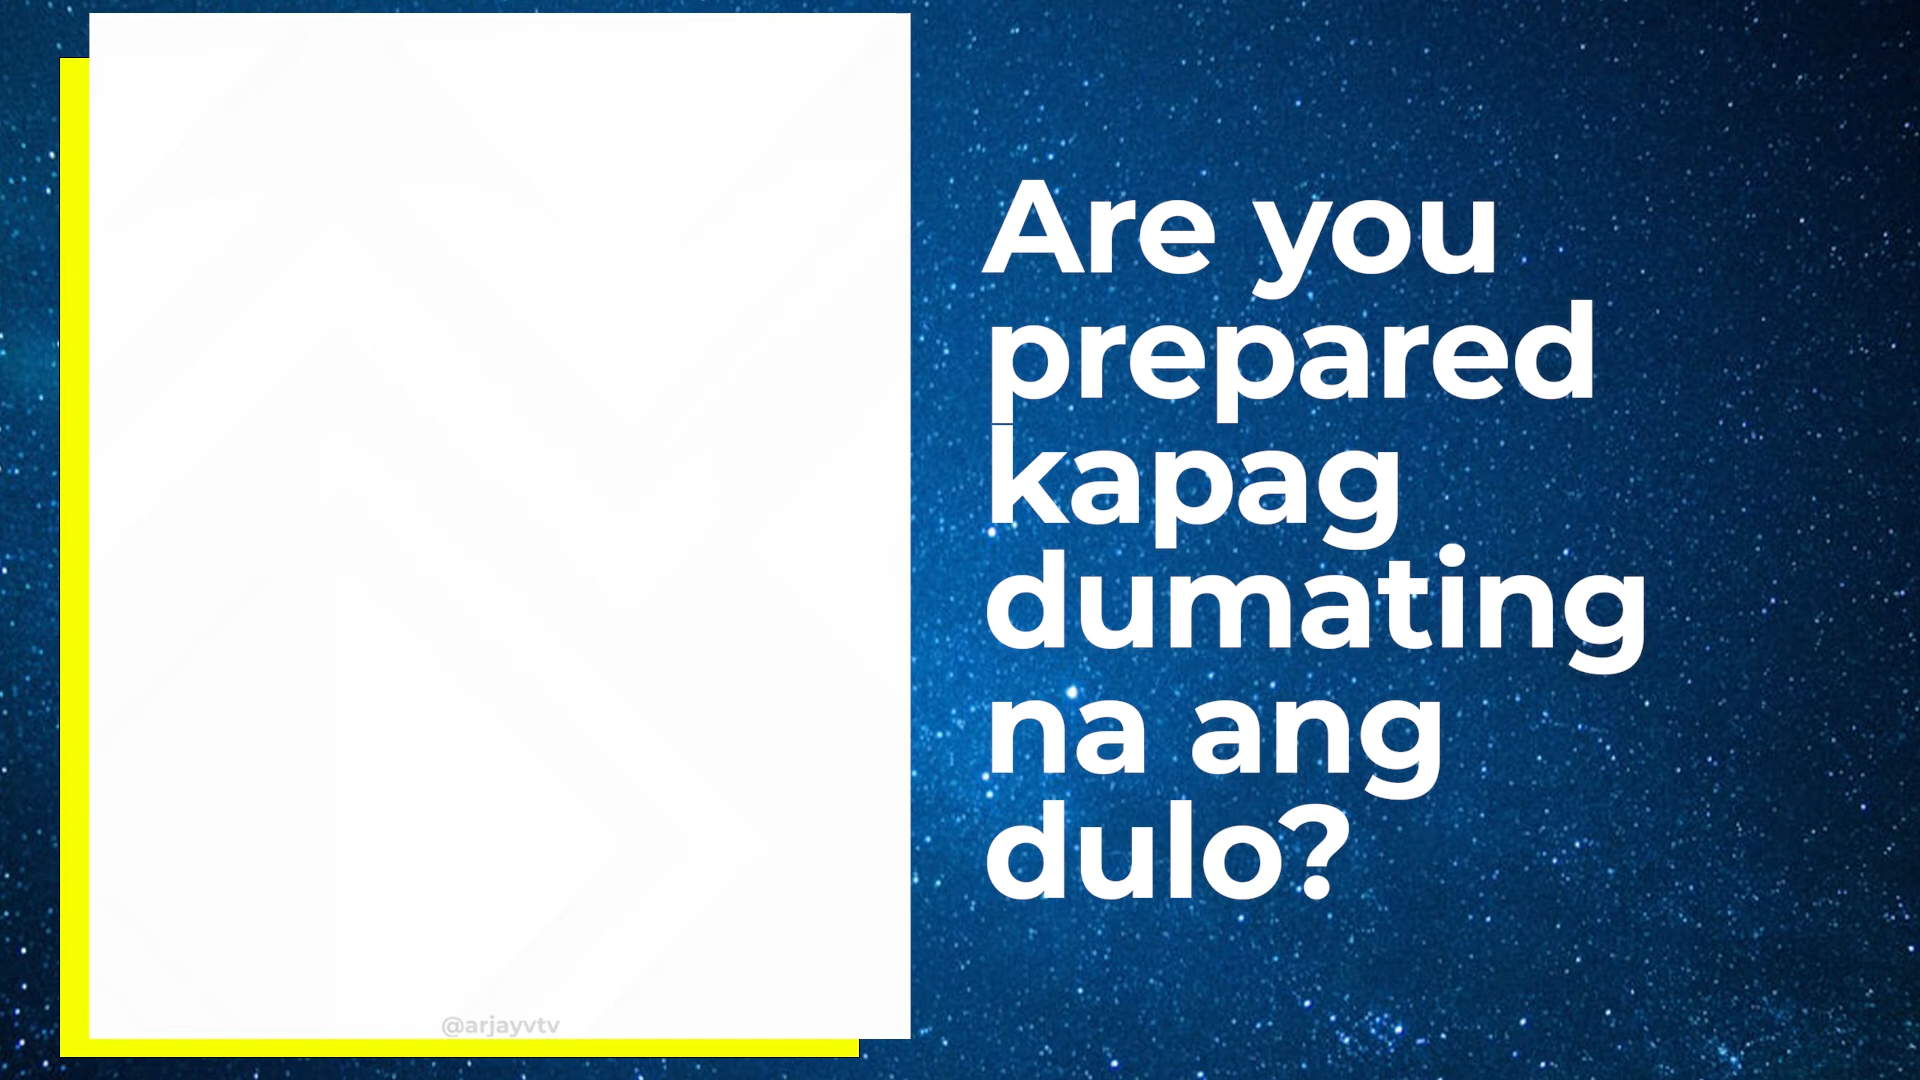 Are you
prepared
kapag
dumating
na ang
dulo?
@arjayvtv